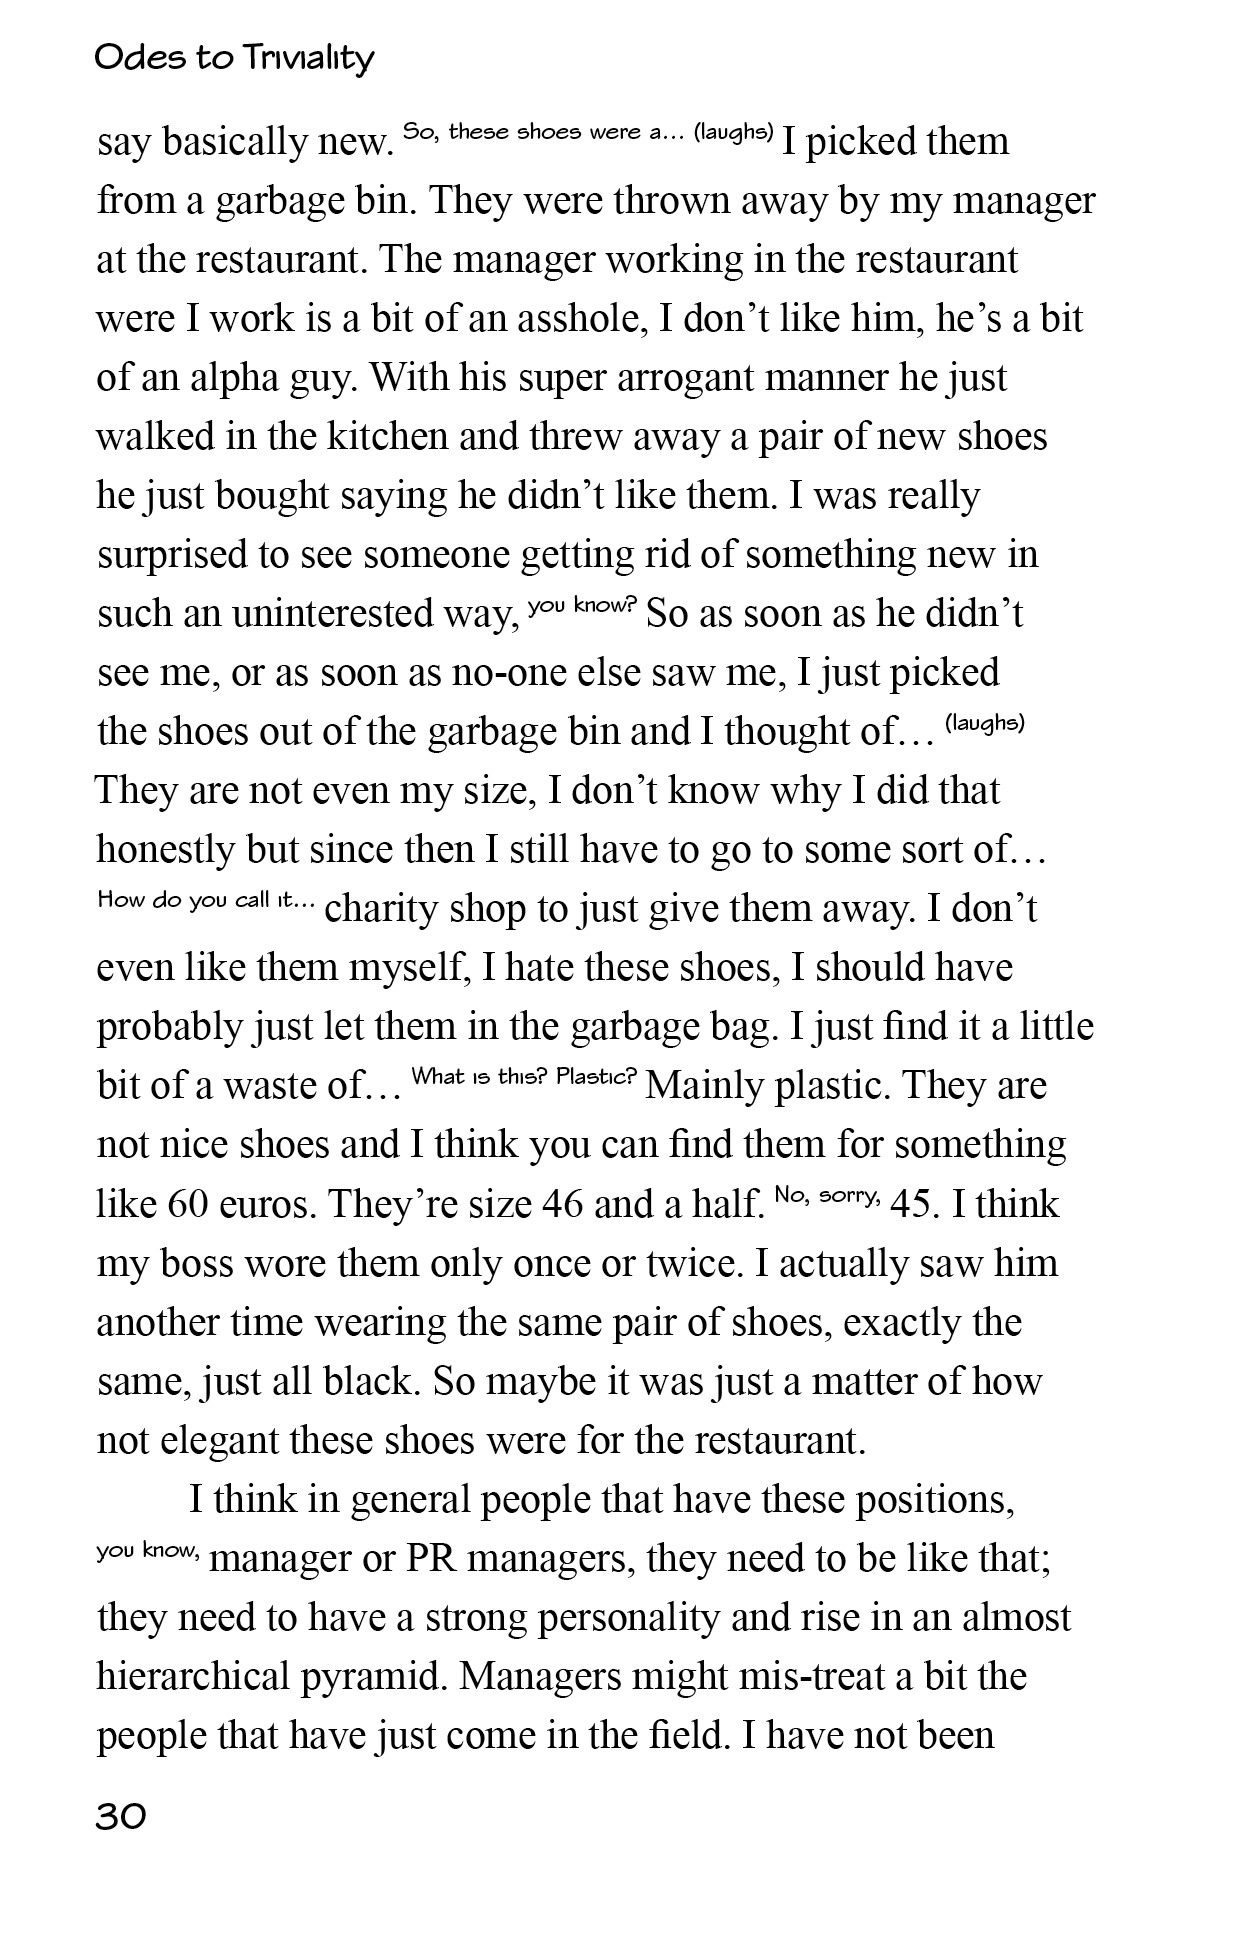 Odes to Triviality
say basically new. So, these shoes were a… (laughs) I picked them
from a garbage bin. They were thrown away by my manager
at the restaurant. The manager working in the restaurant
were I work is a bit of an asshole, I don’t like him, he’s a bit
of an alpha guy. With his super arrogant manner he just
walked in the kitchen and threw away a pair of new shoes
he just bought saying he didn’t like them. I was really
surprised to see someone getting rid of something new in
such an uninterested way, you know? So as soon as he didn’t
see me, or as soon as no-one else saw me, I just picked
the shoes out of the garbage bin and I thought of… (laughs)
They are not even my size, I don’t know why I did that
honestly but since then I still have to go to some sort of…
How do you call it… charity shop to just give them away. I don’t
even like them myself, I hate these shoes, I should have
probably just let them in the garbage bag. I just find it a little
bit of a waste of… What is this? Plastic? Mainly plastic. They are
not nice shoes and I think you can find them for something
like 60 euros. They’re size 46 and a half. No, sorry, 45. I think
my boss wore them only once or twice. I actually saw him
another time wearing the same pair of shoes, exactly the
same, just all black. So maybe it was just a matter of how
not elegant these shoes were for the restaurant.
I think in general people that have these positions,
you know, manager or PR managers, they need to be like that;
they need to have a strong personality and rise in an almost
hierarchical pyramid. Managers might mis-treat a bit the
people that have just come in the field. I have not been
30